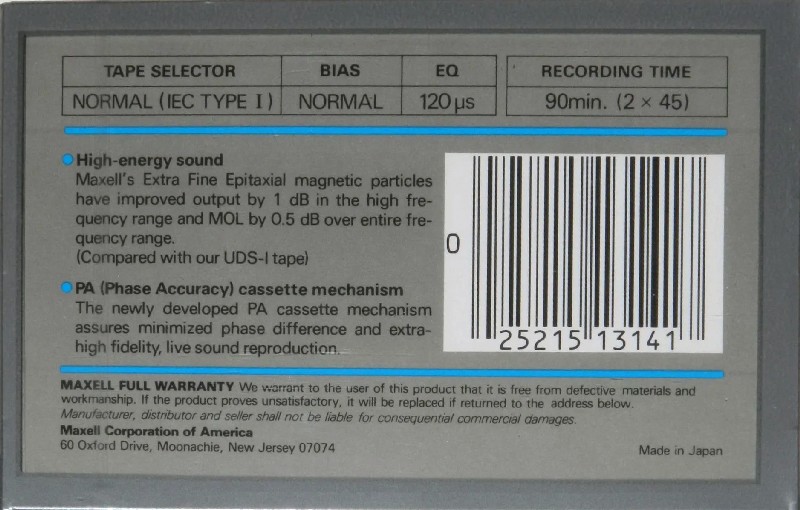 TAPE SELECTOR BIAS EQ RECORDING TIME
NORMAL (IEC TYPE I) NORMAL 120µs 90min. (2 × 45)
High-energy sound
Maxell's Extra Fine Epitaxial magnetic particles
have improved output by 1 dB in the high fre-
quency range and MOL by 0.5 dB over entire fre-
quency range.
(Compared with our UDS-I tape)
PA (Phase Accuracy) cassette mechanism
The newly developed PA cassette mechanism
assures minimized phase difference and extra-
high fidelity, live sound reproduction.
0 25215 13141
MAXELL FULL WARRANTY We warrant to the user of this product that it is free from defective materials and
workmanship. If the product proves unsatisfactory, it will be replaced if returned to the address below.
Manufacturer, distributor and seller shall not be liable for consequential commercial damages.
Maxell Corporation of America
60 Oxford Drive, Moonachie, New Jersey 07074
Made in Japan